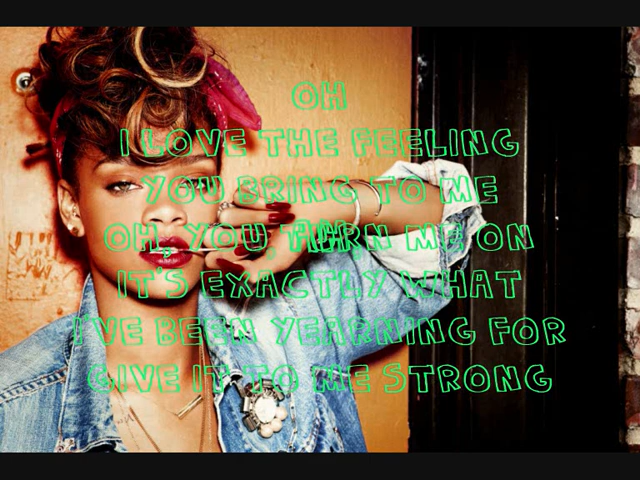 OH
I LOVE THE FEELING
YOU BRING TO ME
OH, YOU TURN ME ON
IT'S EXACTLY WHAT
I'VE BEEN YEARNING FOR
GIVE IT TO ME STRONG